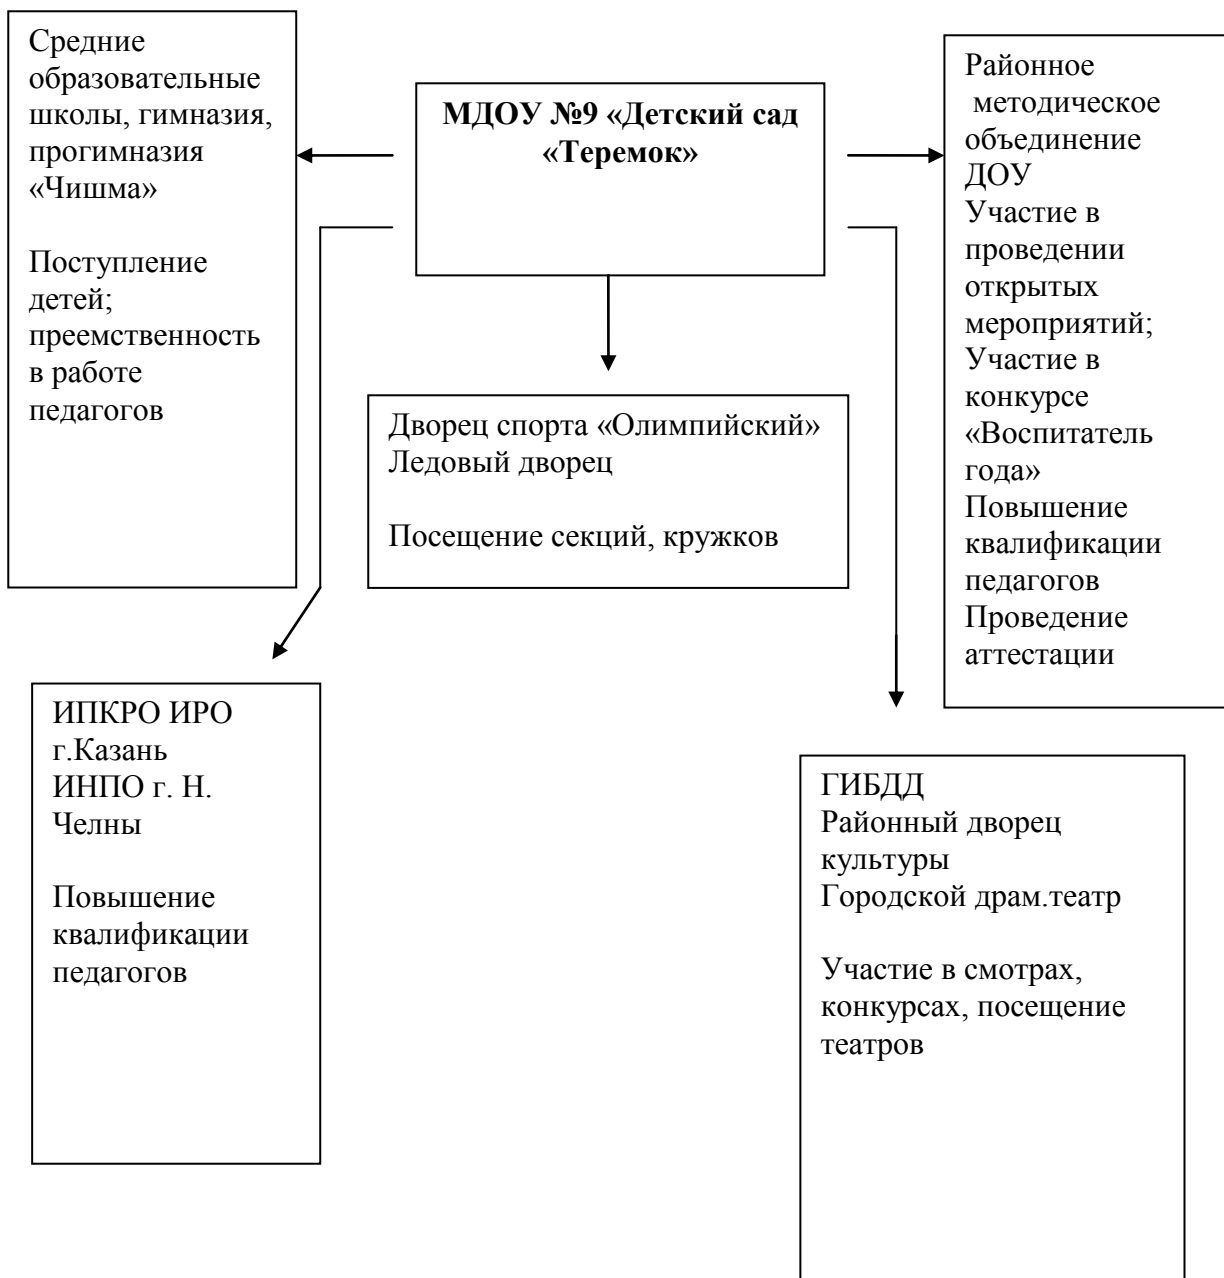 Средние
образовательные
школы, гимназия,
прогимназия
«Чишма»
Поступление
детей;
преемственность
в работе
педагогов
МДОУ №9 «Детский сад
«Теремок»
Районное
методическое
объединение
ДОУ
Участие в
проведении
открытых
мероприятий;
Участие в
конкурсе
«Воспитатель
года»
Повышение
квалификации
педагогов
Проведение
аттестации
Дворец спорта «Олимпийский»
Ледовый дворец
Посещение секций, кружков
ИПКРО ИРО
г.Казань
ИНПО г. Н.
Челны
Повышение
квалификации
педагогов
ГИБДД
Районный дворец
культуры
Городской драм.театр
Участие в смотрах,
конкурсах, посещение
театров